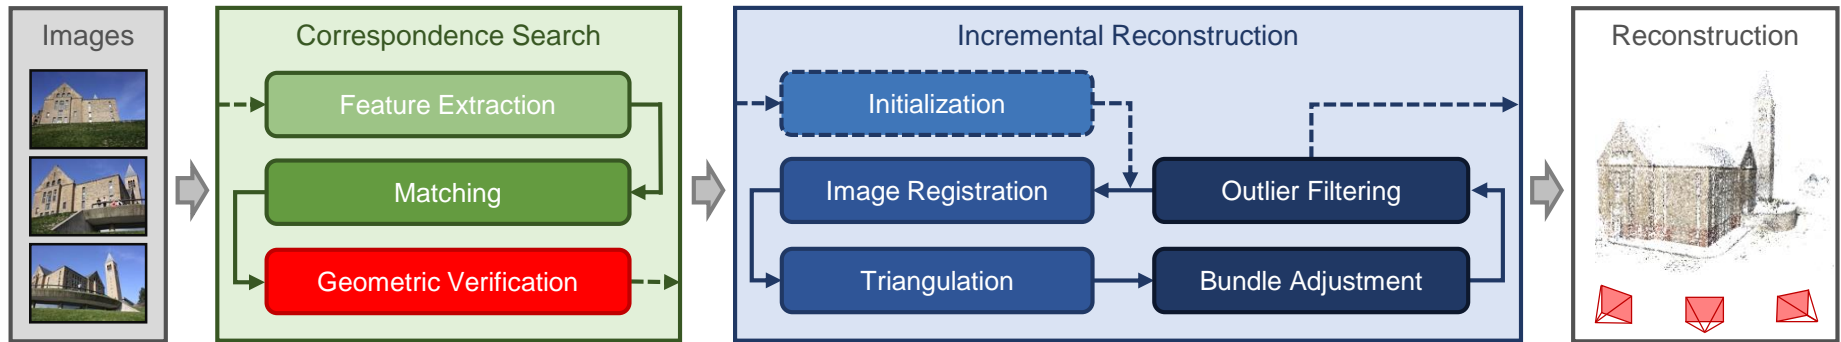 Images
Correspondence Search
Feature Extraction
Matching
Geometric Verification
Incremental Reconstruction
Initialization
Image Registration
Outlier Filtering
Triangulation
Bundle Adjustment
Reconstruction